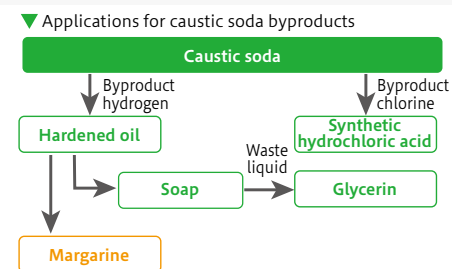 ▼ Applications for caustic soda byproducts
Caustic soda
Byproduct
hydrogen
Byproduct
chlorine
Hardened oil
Synthetic
hydrochloric acid
Waste
liquid
Soap
Glycerin
Margarine